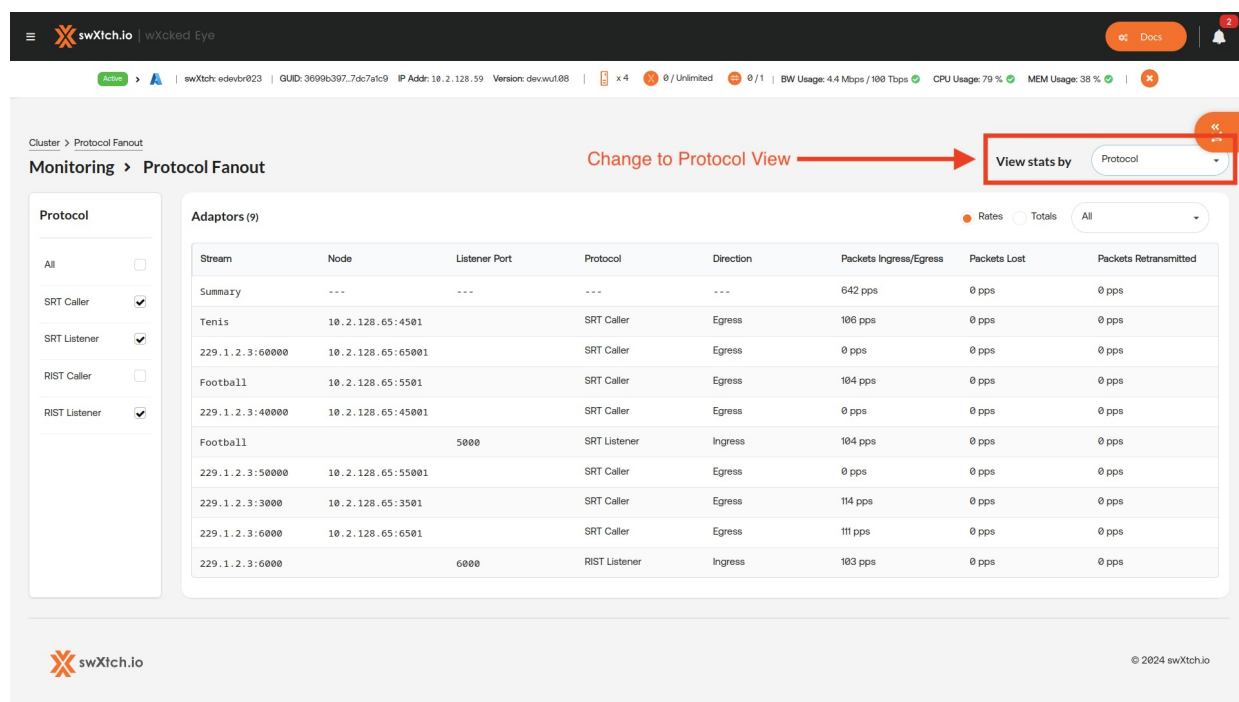 swXtch.io | wXcked Eye
Docs
2
Active > | swXtch: edevbr023 | GUID: 3699b397...7dc7a1c9 IP Addr: 10.2.128.59 Version: dev.wu1.08 | x 4 0 / Unlimited 0 / 1 | BW Usage: 4.4 Mbps / 100 Tbps CPU Usage: 79 % MEM Usage: 38 % |
Cluster > Protocol Fanout
Monitoring > Protocol Fanout
Change to Protocol View
View stats by Protocol
Protocol
All
SRT Caller
SRT Listener
RIST Caller
RIST Listener
Adaptors (9)
Rates Totals All
Stream Node Listener Port Protocol Direction Packets Ingress/Egress Packets Lost Packets Retransmitted
Summary --- --- --- --- 642 pps 0 pps 0 pps
Tenis 10.2.128.65:4501 SRT Caller Egress 106 pps 0 pps 0 pps
229.1.2.3:60000 10.2.128.65:65001 SRT Caller Egress 0 pps 0 pps 0 pps
Football 10.2.128.65:5501 SRT Caller Egress 104 pps 0 pps 0 pps
229.1.2.3:40000 10.2.128.65:45001 SRT Caller Egress 0 pps 0 pps 0 pps
Football 5000 SRT Listener Ingress 104 pps 0 pps 0 pps
229.1.2.3:50000 10.2.128.65:55001 SRT Caller Egress 0 pps 0 pps 0 pps
229.1.2.3:3000 10.2.128.65:3501 SRT Caller Egress 114 pps 0 pps 0 pps
229.1.2.3:6000 10.2.128.65:6501 SRT Caller Egress 111 pps 0 pps 0 pps
229.1.2.3:6000 6000 RIST Listener Ingress 103 pps 0 pps 0 pps
swXtch.io
© 2024 swXtch.io